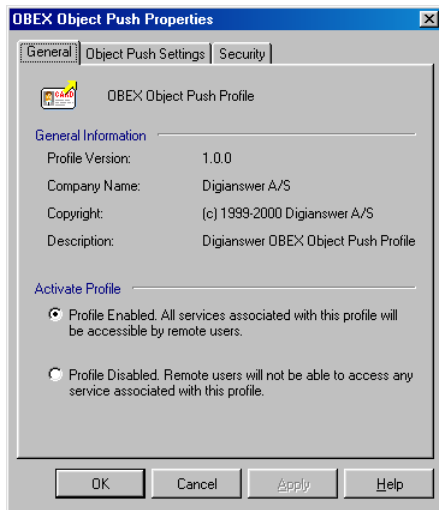 OBEX Object Push Properties
General
Object Push Settings
Security
CARD
OBEX Object Push Profile
General Information
Profile Version: 1.0.0
Company Name: Digianswer A/S
Copyright: (c) 1999-2000 Digianswer A/S
Description: Digianswer OBEX Object Push Profile
Activate Profile
Profile Enabled. All services associated with this profile will
be accessible by remote users.
Profile Disabled. Remote users will not be able to access any
service associated with this profile.
OK
Cancel
Apply
Help